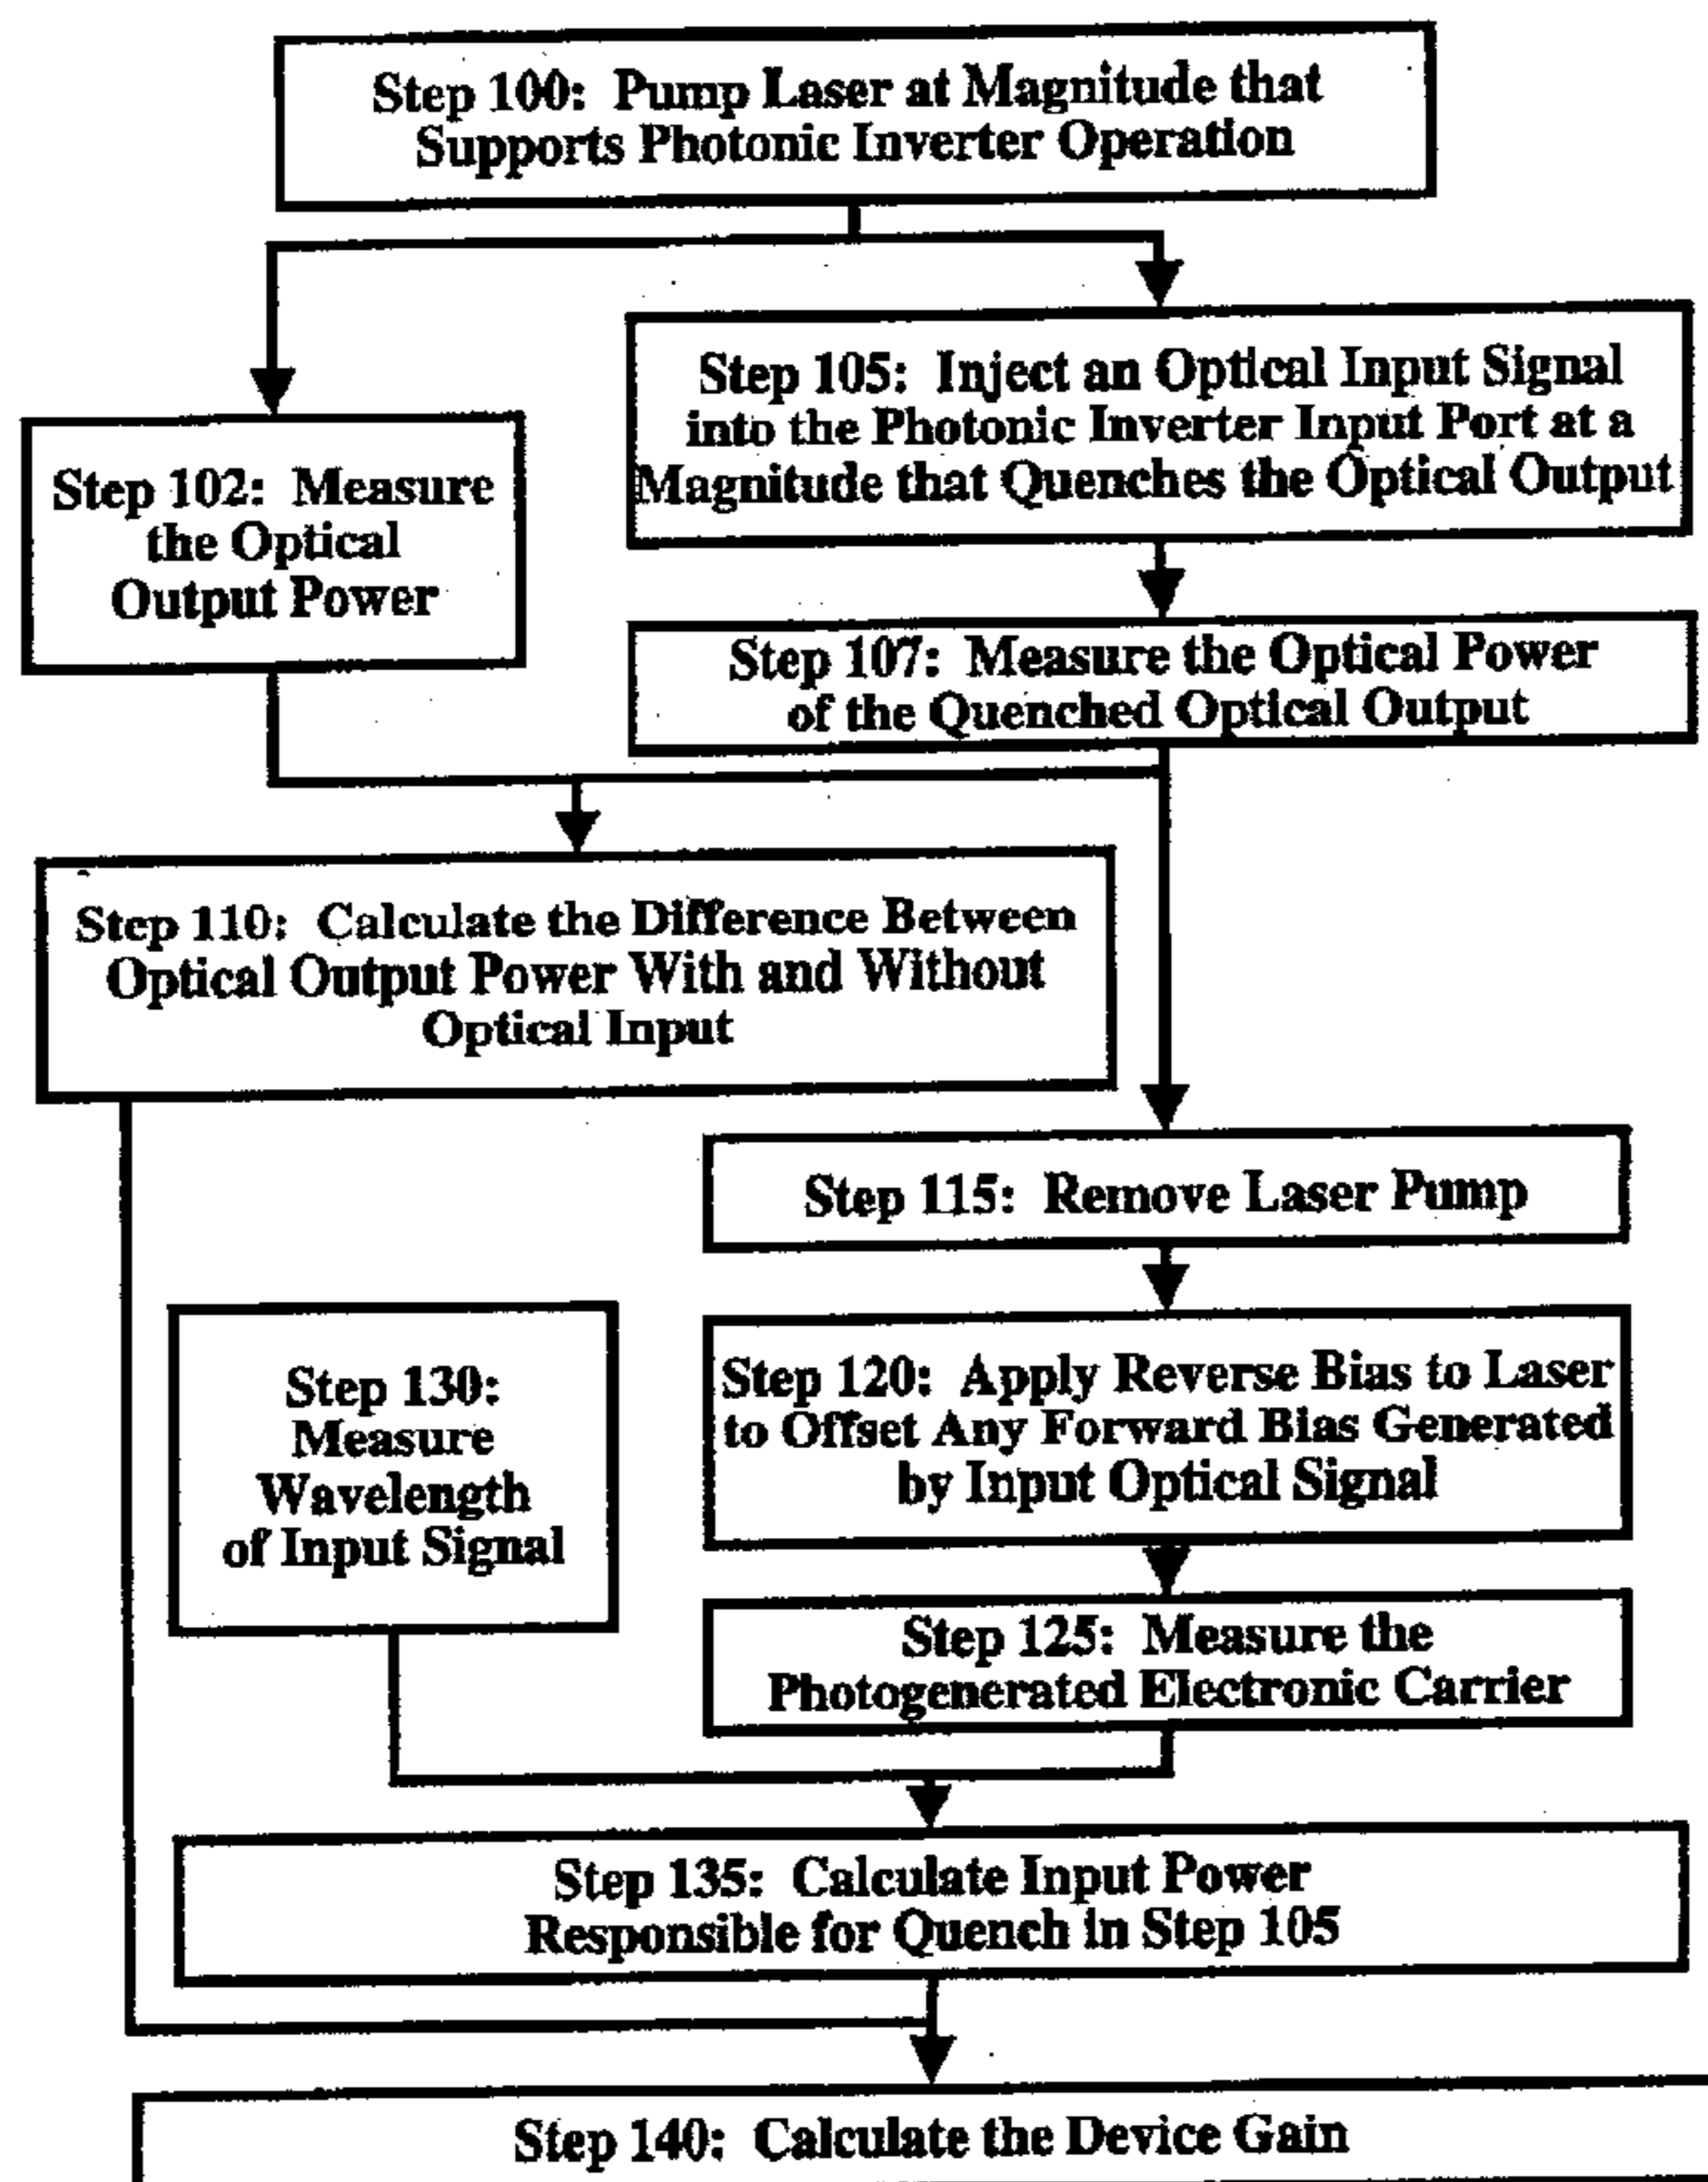 Step 100: Pump Laser at Magnitude that
Supports Photonic Inverter Operation
Step 105: Inject an Optical Input Signal
into the Photonic Inverter Input Port at a
Magnitude that Quenches the Optical Output
Step 102: Measure
the Optical
Output Power
Step 107: Measure the Optical Power
of the Quenched Optical Output
Step 110: Calculate the Difference Between
Optical Output Power With and Without
Optical Input
Step 115: Remove Laser Pump
Step 130:
Measure
Wavelength
of Input Signal
Step 120: Apply Reverse Bias to Laser
to Offset Any Forward Bias Generated
by Input Optical Signal
Step 125: Measure the
Photogenerated Electronic Carrier
Step 135: Calculate Input Power
Responsible for Quench in Step 105
Step 140: Calculate the Device Gain